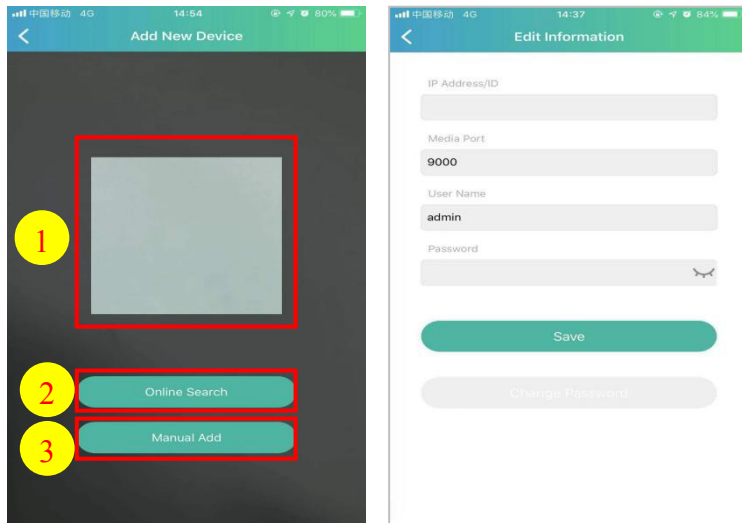 中国移动 4G 14:54 80%
Add New Device
1
2
Online Search
3
Manual Add
中国移动 4G 14:37 84%
Edit Information
IP Address/ID
Media Port
9000
User Name
admin
Password
Save
Change Password